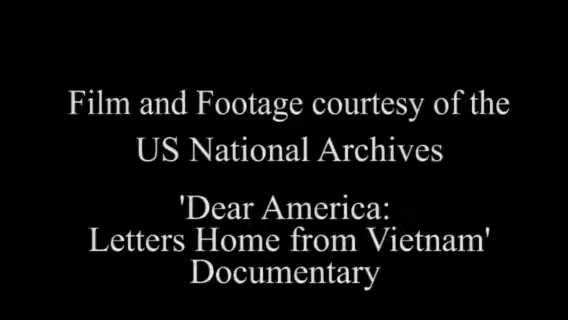 Film and Footage courtesy of the
US National Archives
'Dear America:
Letters Home from Vietnam'
Documentary